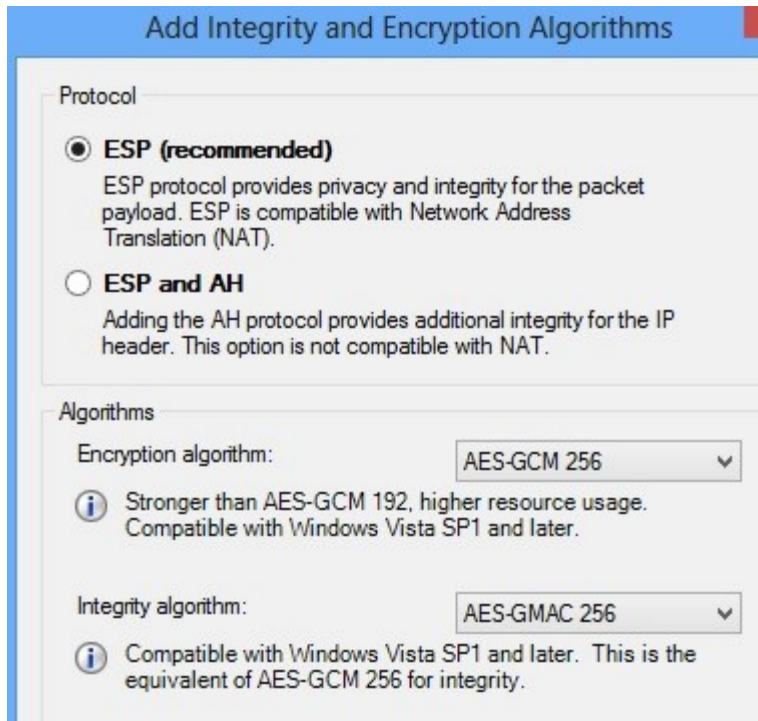 Add Integrity and Encryption Algorithms
Protocol
ESP (recommended)
ESP protocol provides privacy and integrity for the packet
payload. ESP is compatible with Network Address
Translation (NAT).
ESP and AH
Adding the AH protocol provides additional integrity for the IP
header. This option is not compatible with NAT.
Algorithms
Encryption algorithm:
AES-GCM 256
Stronger than AES-GCM 192, higher resource usage.
Compatible with Windows Vista SP1 and later.
Integrity algorithm:
AES-GMAC 256
Compatible with Windows Vista SP1 and later. This is the
equivalent of AES-GCM 256 for integrity.